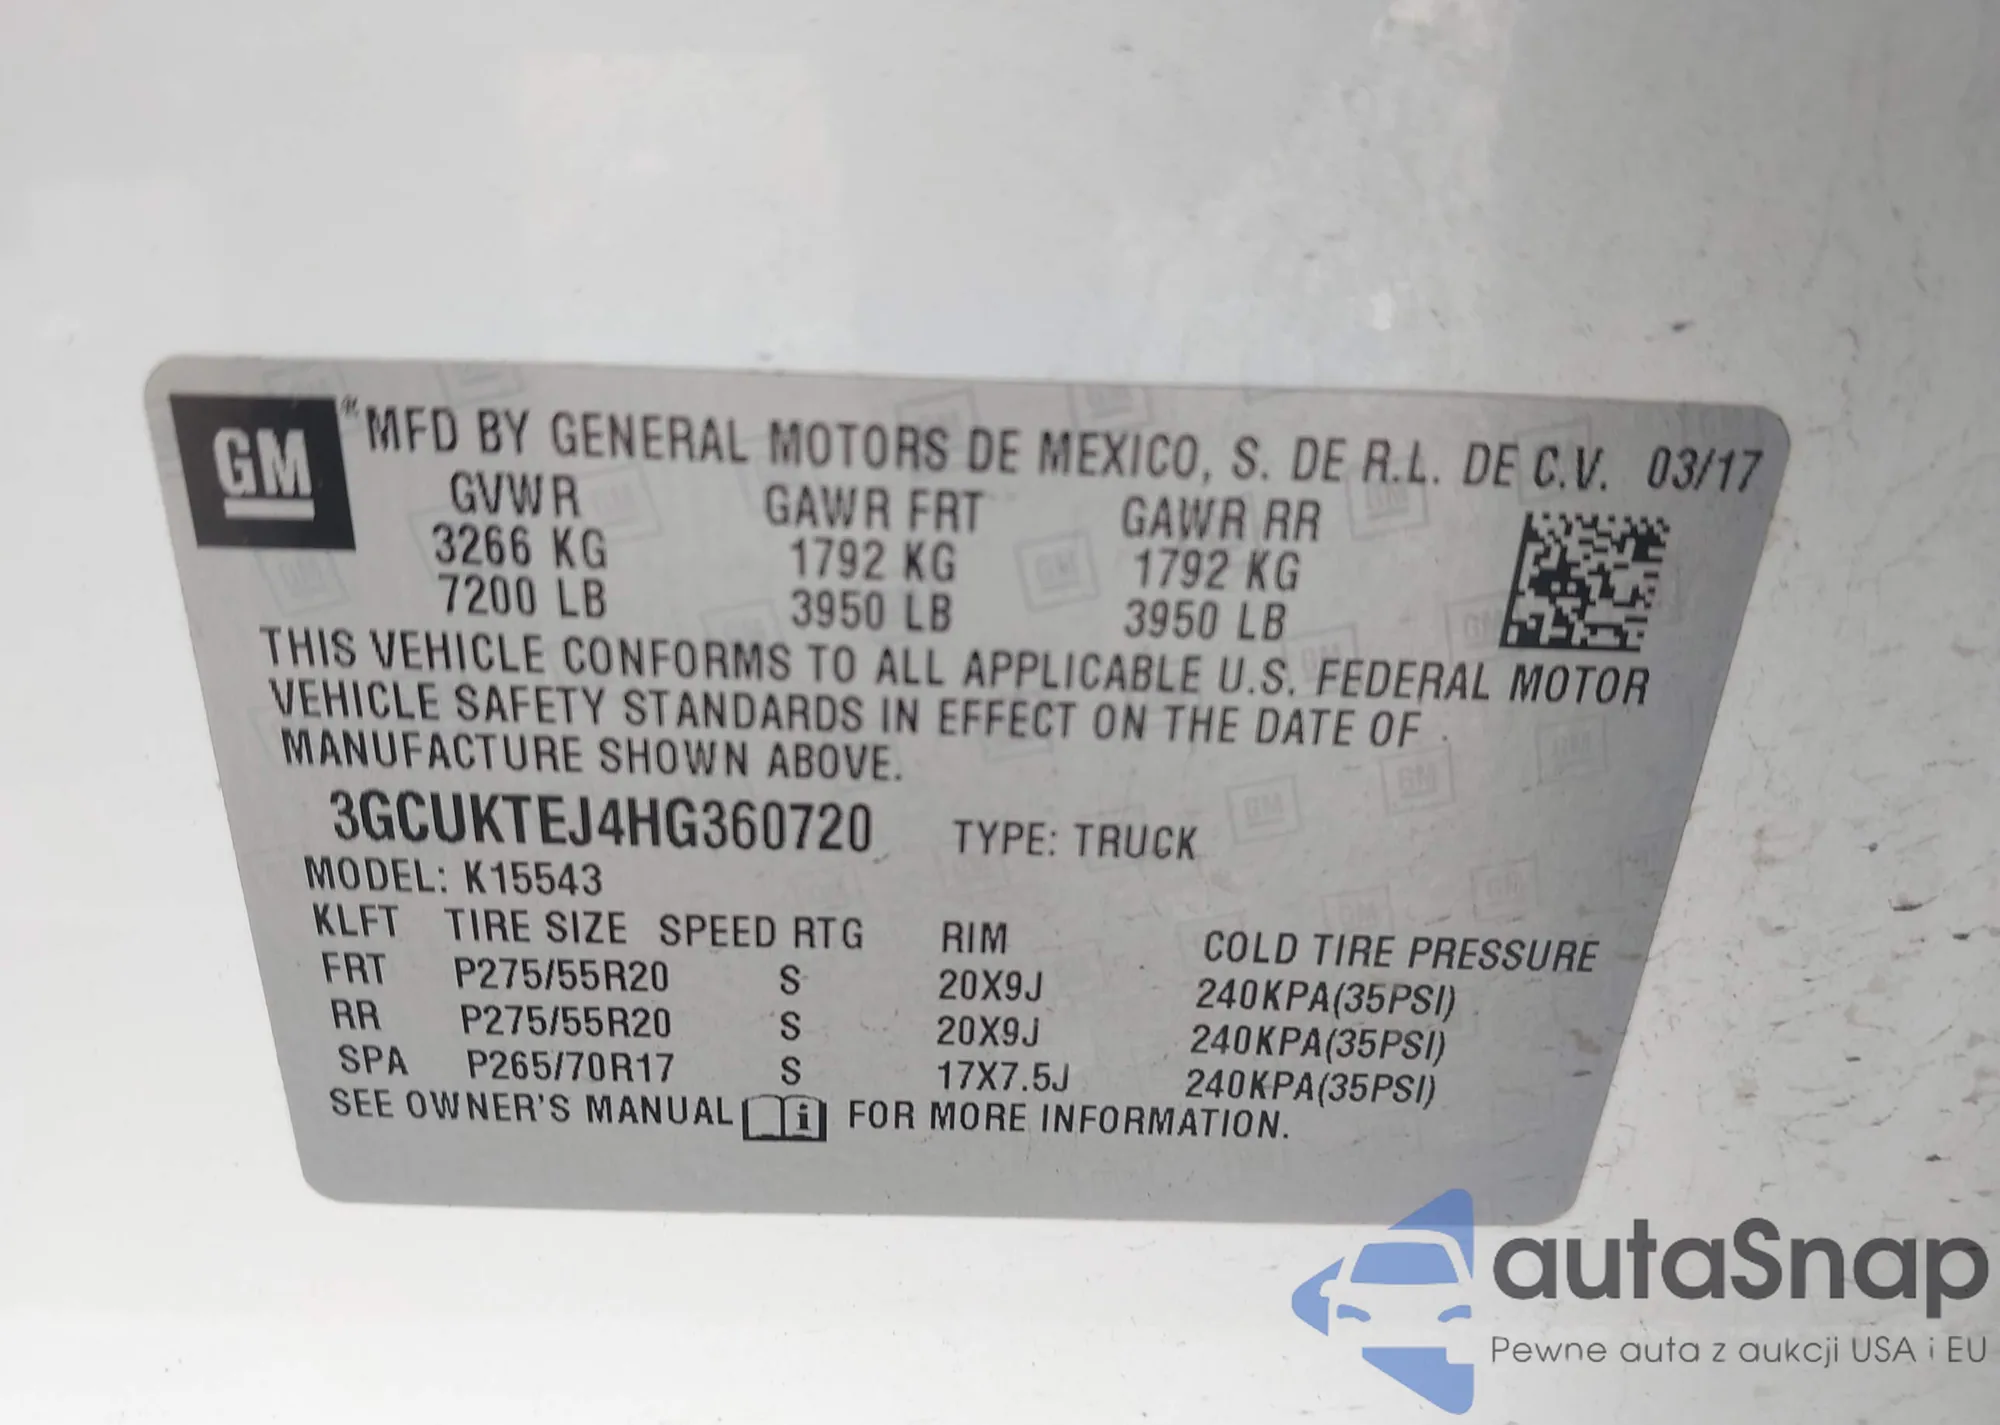 GM ® MFD BY GENERAL MOTORS DE MEXICO, S. DE R.L. DE C.V. 03/17
GVWR GAWR FRT GAWR RR
3266 KG 1792 KG 1792 KG
7200 LB 3950 LB 3950 LB
THIS VEHICLE CONFORMS TO ALL APPLICABLE U.S. FEDERAL MOTOR
VEHICLE SAFETY STANDARDS IN EFFECT ON THE DATE OF
MANUFACTURE SHOWN ABOVE.
3GCUKTEJ4HG360720 TYPE: TRUCK
MODEL: K15543
KLFT TIRE SIZE SPEED RTG RIM COLD TIRE PRESSURE
FRT P275/55R20 S 20X9J 240KPA(35PSI)
RR P275/55R20 S 20X9J 240KPA(35PSI)
SPA P265/70R17 S 17X7.5J 240KPA(35PSI)
SEE OWNER'S MANUAL i FOR MORE INFORMATION.
autaSnap
Pewne auta z aukcji USA i EU